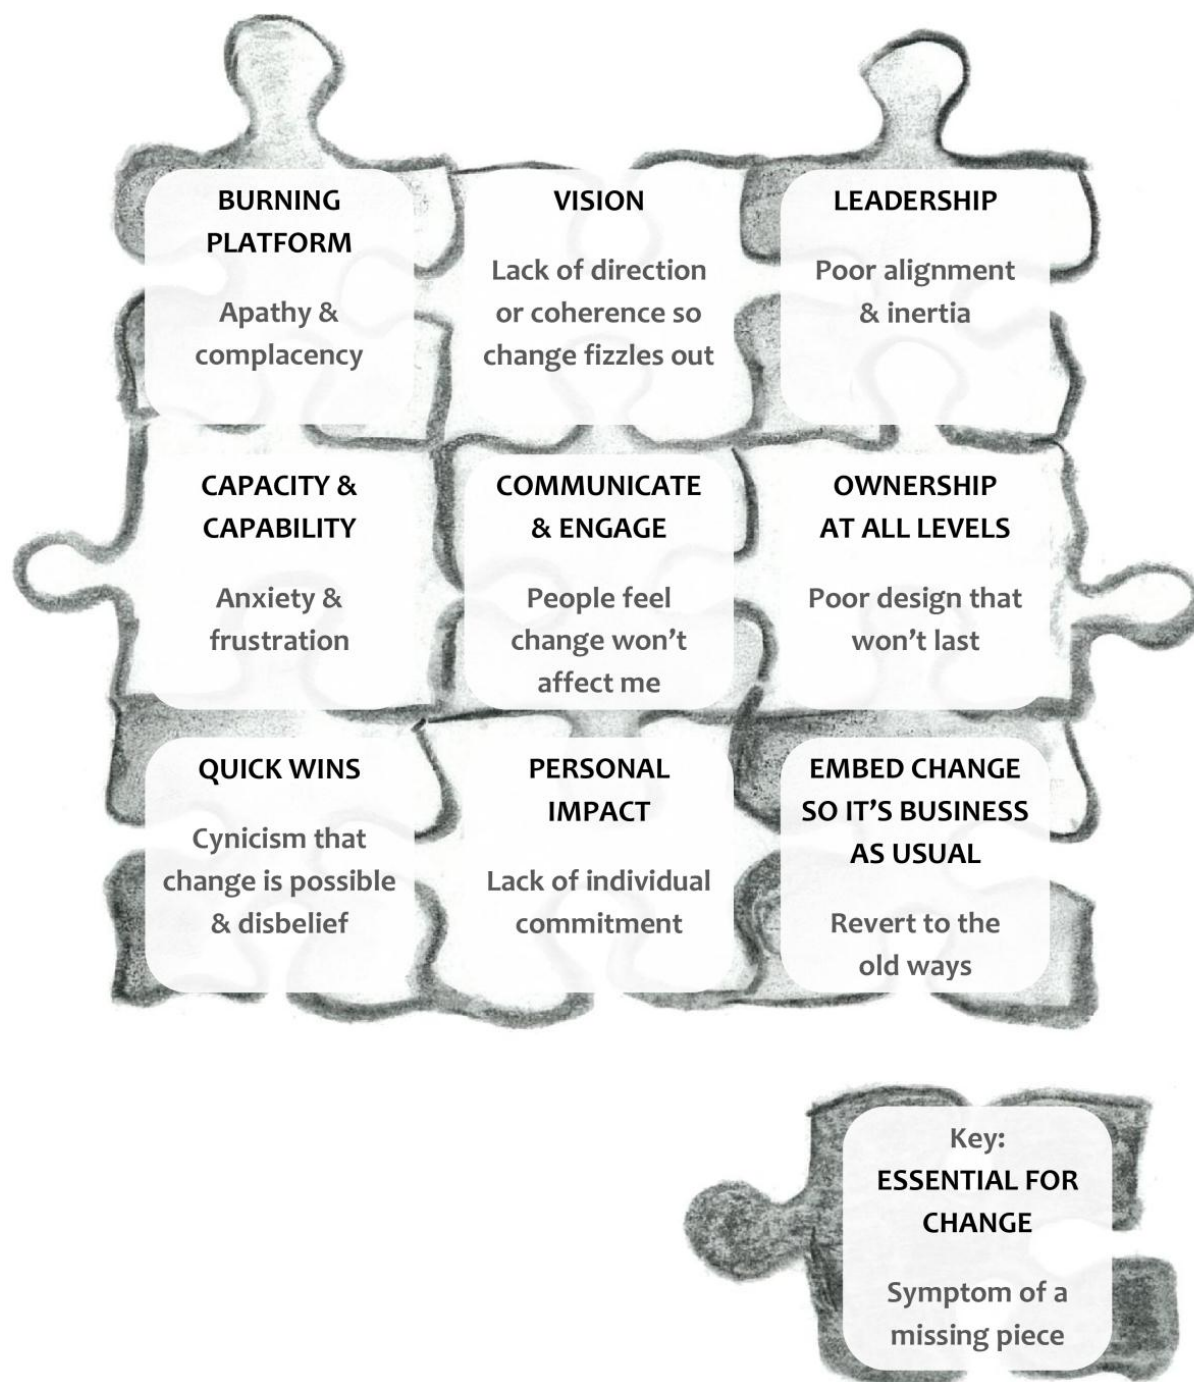 BURNING
PLATFORM
Apathy &
complacency
VISION
Lack of direction
or coherence so
change fizzles out
LEADERSHIP
Poor alignment
& inertia
CAPACITY &
CAPABILITY
Anxiety &
frustration
COMMUNICATE
& ENGAGE
People feel
change won’t
affect me
OWNERSHIP
AT ALL LEVELS
Poor design that
won’t last
QUICK WINS
Cynicism that
change is possible
& disbelief
PERSONAL
IMPACT
Lack of individual
commitment
EMBED CHANGE
SO IT’S BUSINESS
AS USUAL
Revert to the
old ways
Key:
ESSENTIAL FOR
CHANGE
Symptom of a
missing piece